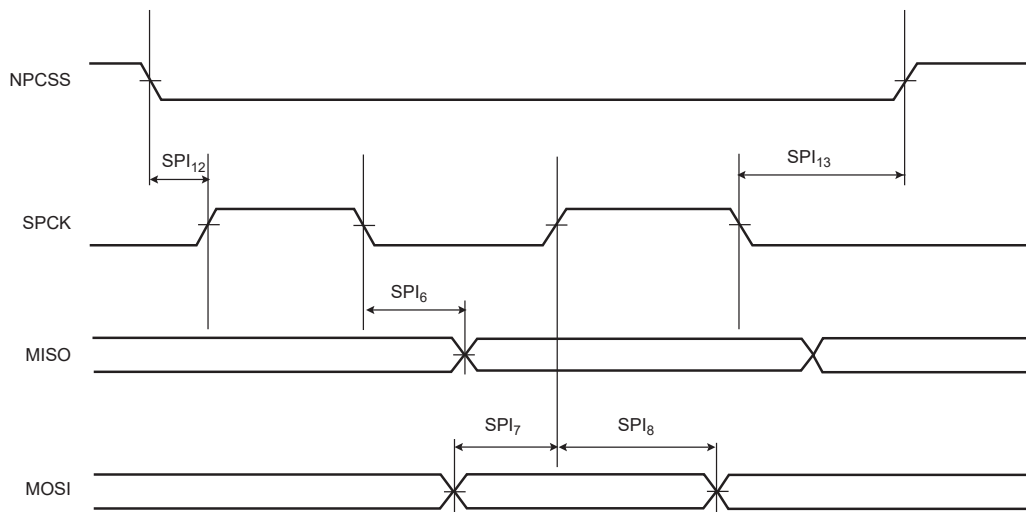 NPCSS
SPI₁₂
SPI₁₃
SPCK
SPI₆
MISO
SPI₇
SPI₈
MOSI